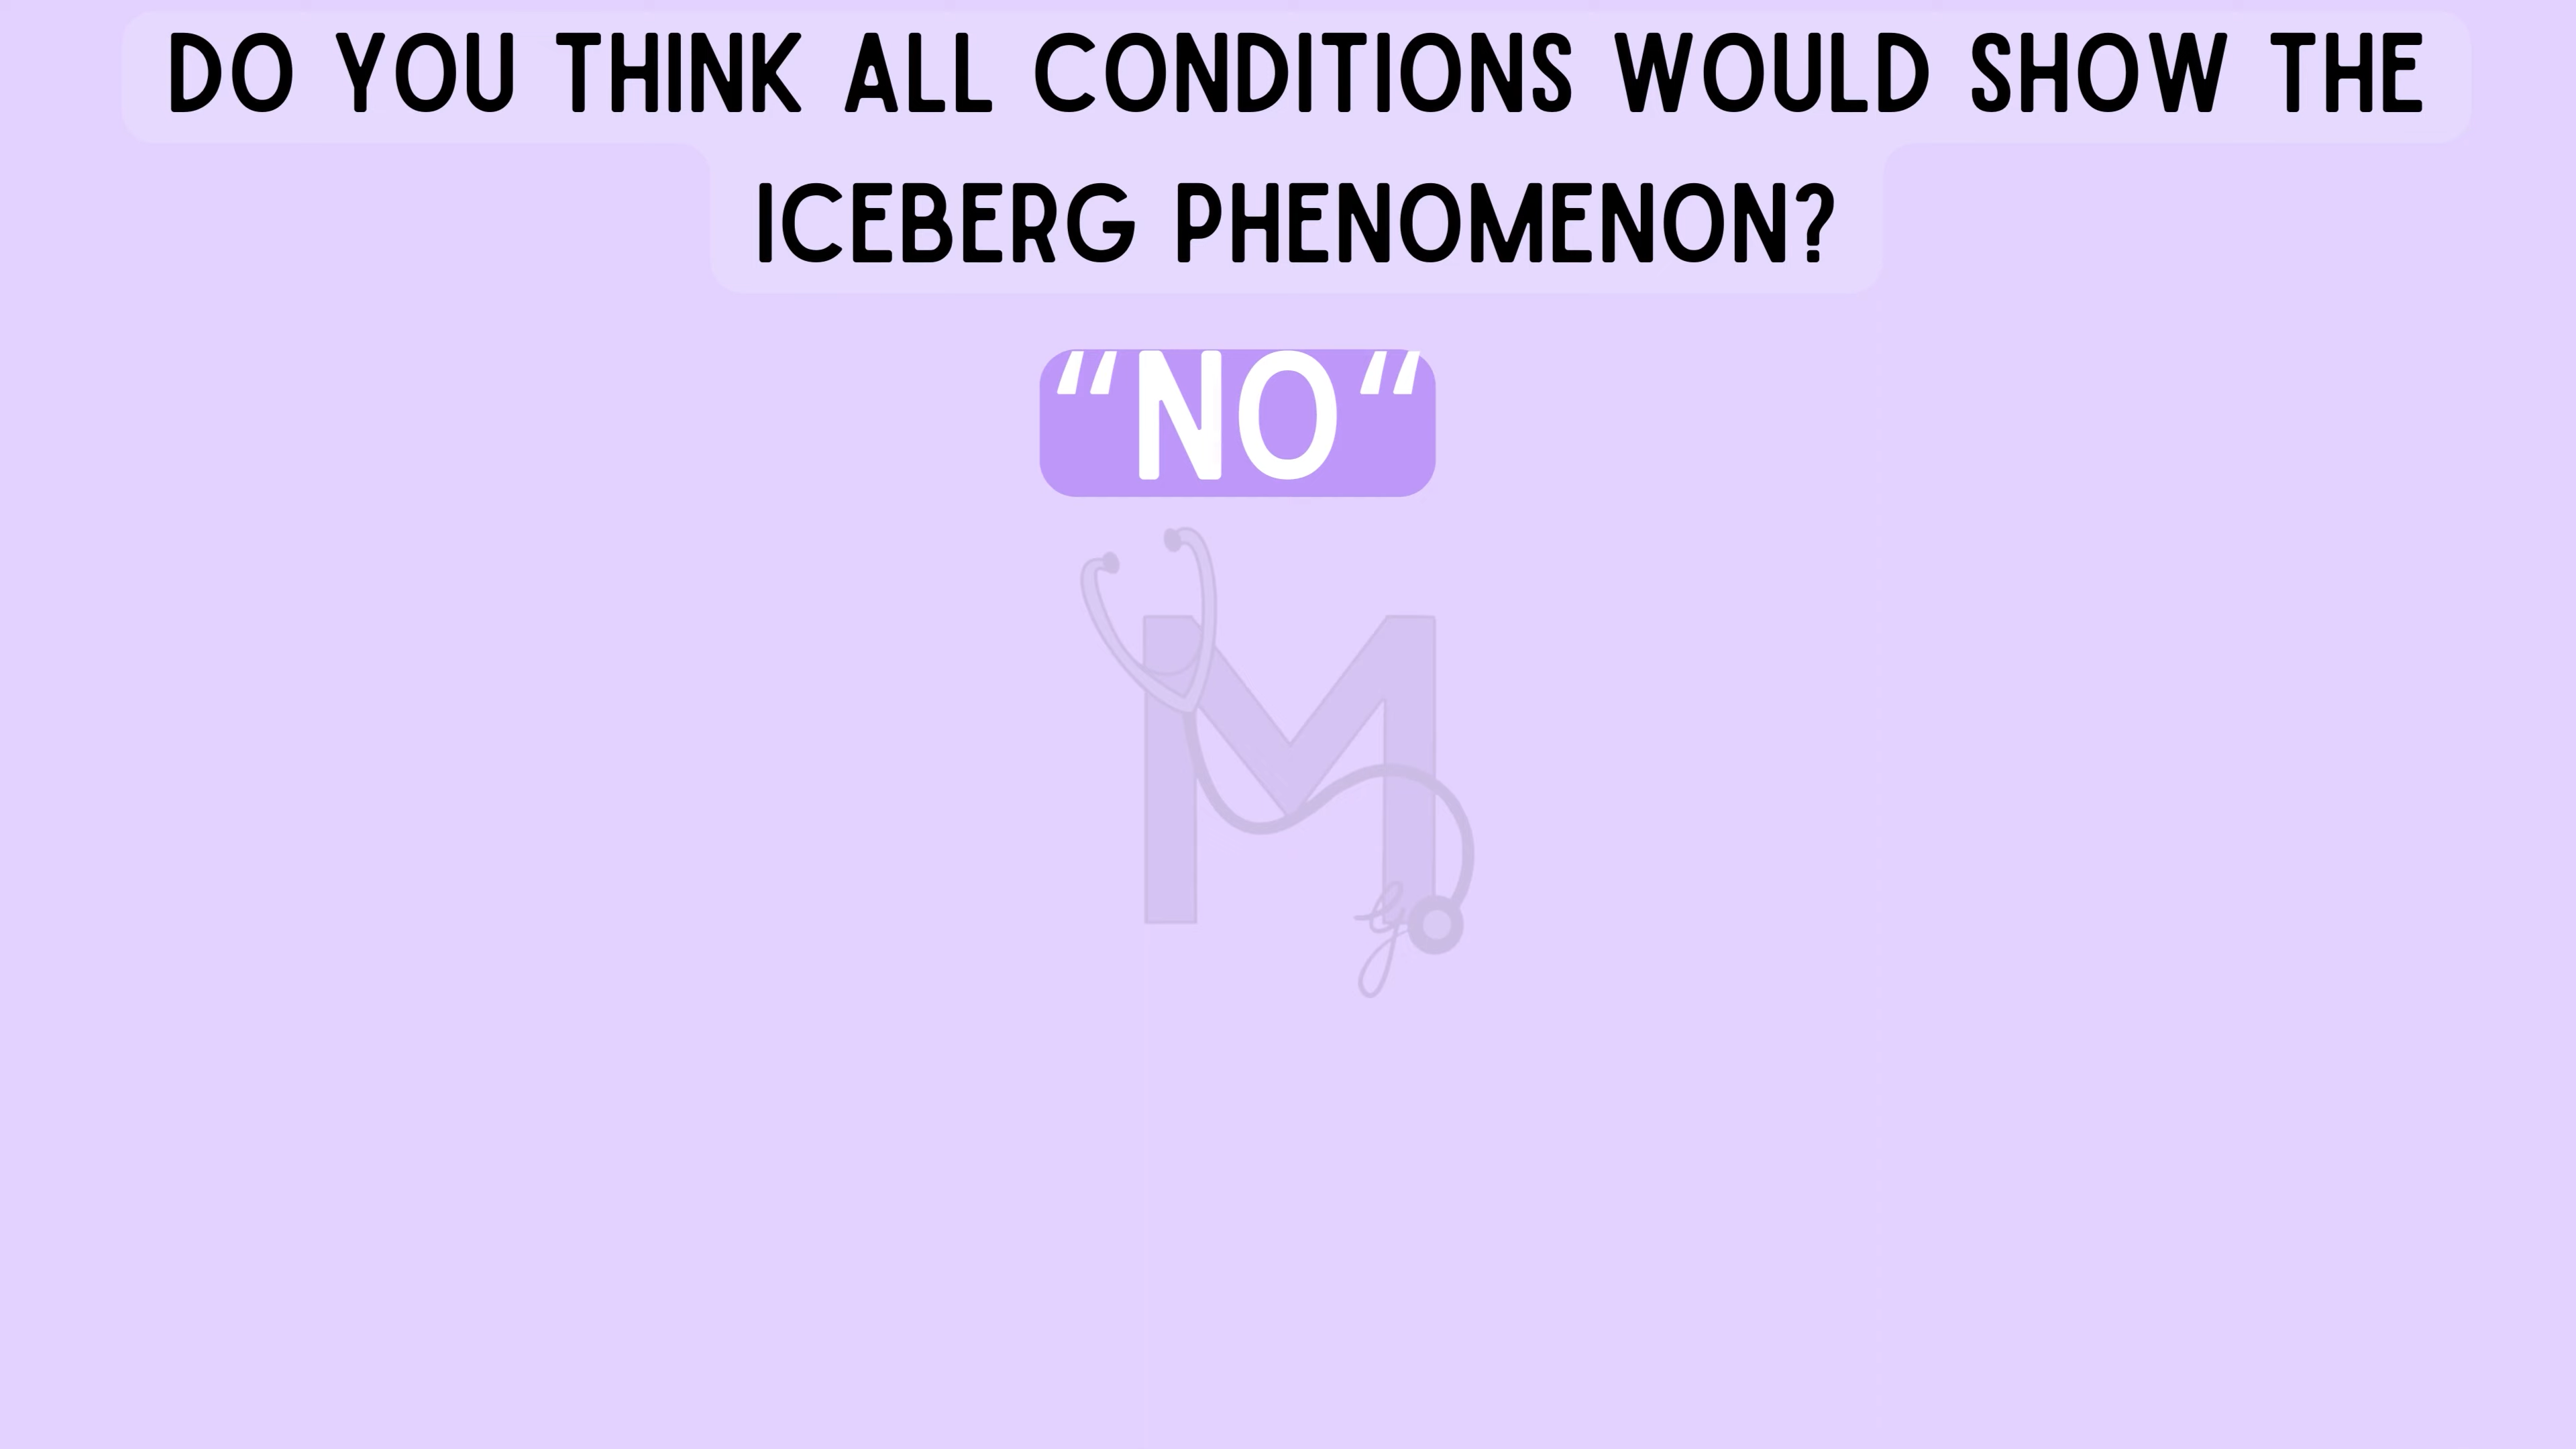 DO YOU THINK ALL CONDITIONS WOULD SHOW THE
ICEBERG PHENOMENON?
“NO“
M